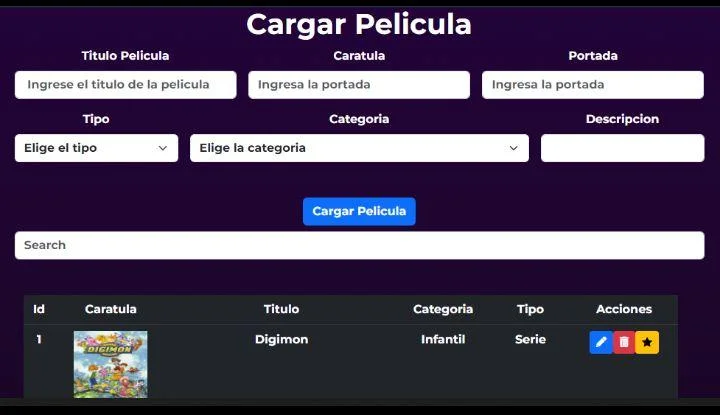 Cargar Pelicula
Titulo Pelicula Caratula Portada
Ingrese el titulo de la pelicula Ingresa la portada Ingresa la portada
Tipo Categoria Descripcion
Elige el tipo Elige la categoria
Cargar Pelicula
Search
Id Caratula Titulo Categoria Tipo Acciones
1 Digimon Infantil Serie
DIGIMON